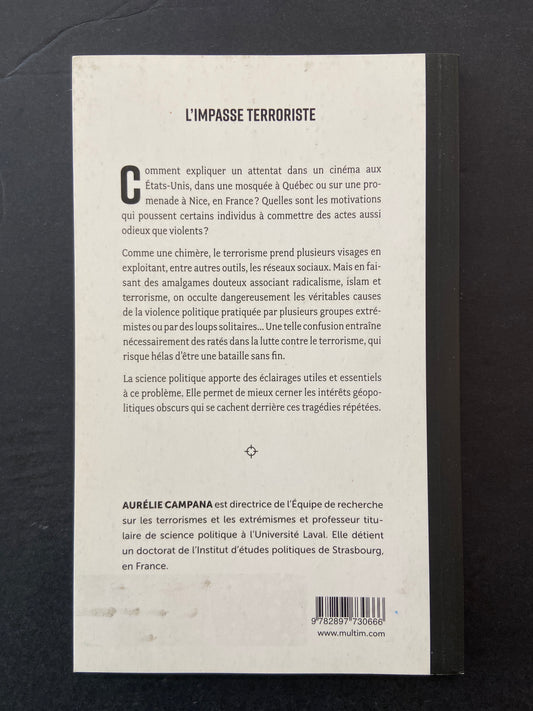 L'IMPASSE TERRORISTE
Comment expliquer un attentat dans un cinéma aux
États-Unis, dans une mosquée à Québec ou sur une pro-
menade à Nice, en France ? Quelles sont les motivations
qui poussent certains individus à commettre des actes aussi
odieux que violents ?
Comme une chimère, le terrorisme prend plusieurs visages en
exploitant, entre autres outils, les réseaux sociaux. Mais en fai-
sant des amalgames douteux associant radicalisme, islam et
terrorisme, on occulte dangereusement les véritables causes
de la violence politique pratiquée par plusieurs groupes extré-
mistes ou par des loups solitaires... Une telle confusion entraîne
nécessairement des ratés dans la lutte contre le terrorisme, qui
risque hélas d'être une bataille sans fin.
La science politique apporte des éclairages utiles et essentiels
à ce problème. Elle permet de mieux cerner les intérêts géopo-
litiques obscurs qui se cachent derrière ces tragédies répétées.
AURÉLIE CAMPANA est directrice de l'Équipe de recherche
sur les terrorismes et les extrémismes et professeur titu-
laire de science politique à l'Université Laval. Elle détient
un doctorat de l'Institut d'études politiques de Strasbourg,
en France.
9 782897 730666
www.multim.com